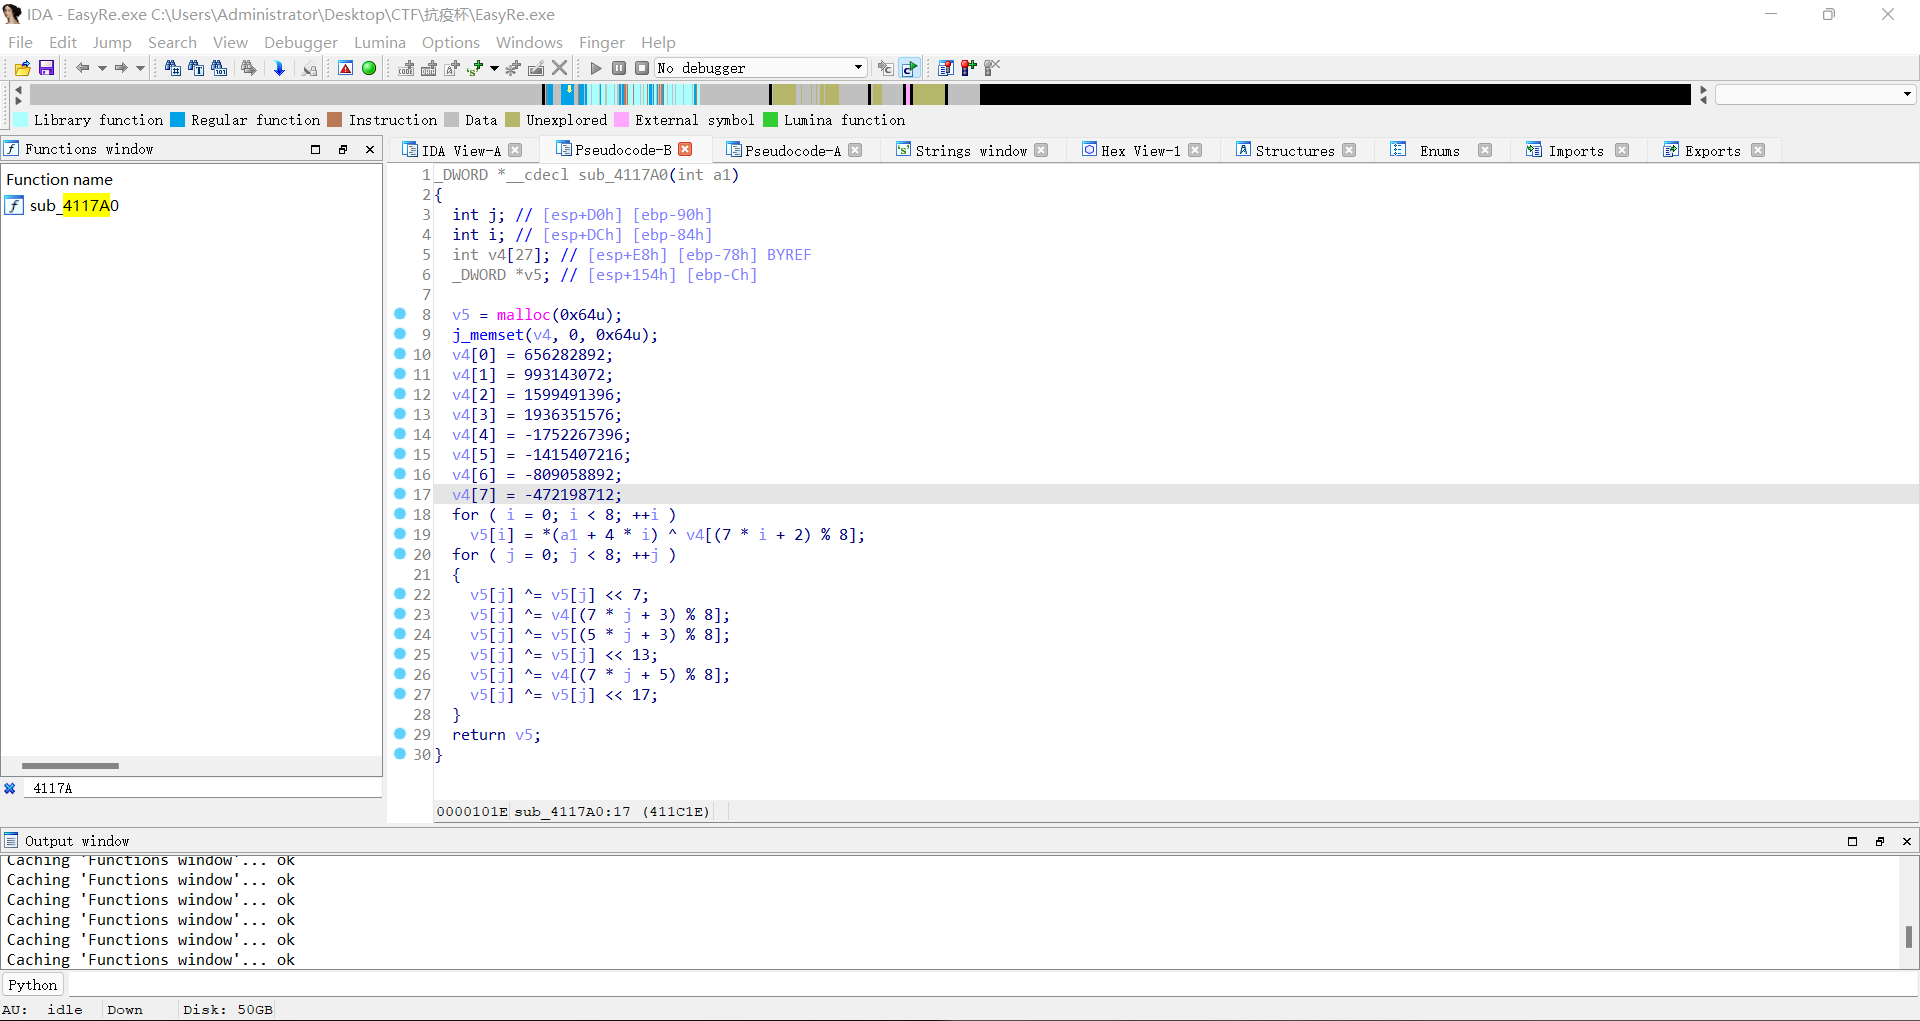 IDA - EasyRe.exe C:\Users\Administrator\Desktop\CTF\抗疫杯\EasyRe.exe
File Edit Jump Search View Debugger Lumina Options Windows Finger Help
No debugger
Library function Regular function Instruction Data Unexplored External symbol Lumina function
Functions window
IDA View-A Pseudocode-B Pseudocode-A Strings window Hex View-1 Structures Enums Imports Exports
Function name
sub_4117A0
1 _DWORD *__cdecl sub_4117A0(int a1)
2 {
3 int j; // [esp+D0h] [ebp-90h]
4 int i; // [esp+DCh] [ebp-84h]
5 int v4[27]; // [esp+E8h] [ebp-78h] BYREF
6 _DWORD *v5; // [esp+154h] [ebp-Ch]
7
8 v5 = malloc(0x64u);
9 j_memset(v4, 0, 0x64u);
10 v4[0] = 656282892;
11 v4[1] = 993143072;
12 v4[2] = 1599491396;
13 v4[3] = 1936351576;
14 v4[4] = -1752267396;
15 v4[5] = -1415407216;
16 v4[6] = -809058892;
17 v4[7] = -472198712;
18 for ( i = 0; i < 8; ++i )
19 v5[i] = *(a1 + 4 * i) ^ v4[(7 * i + 2) % 8];
20 for ( j = 0; j < 8; ++j )
21 {
22 v5[j] ^= v5[j] << 7;
23 v5[j] ^= v4[(7 * j + 3) % 8];
24 v5[j] ^= v5[(5 * j + 3) % 8];
25 v5[j] ^= v5[j] << 13;
26 v5[j] ^= v4[(7 * j + 5) % 8];
27 v5[j] ^= v5[j] << 17;
28 }
29 return v5;
30 }
4117A
0000101E sub_4117A0:17 (411C1E)
Output window
Caching 'Functions window'... ok
Caching 'Functions window'... ok
Caching 'Functions window'... ok
Caching 'Functions window'... ok
Caching 'Functions window'... ok
Caching 'Functions window'... ok
Python
AU: idle Down Disk: 50GB